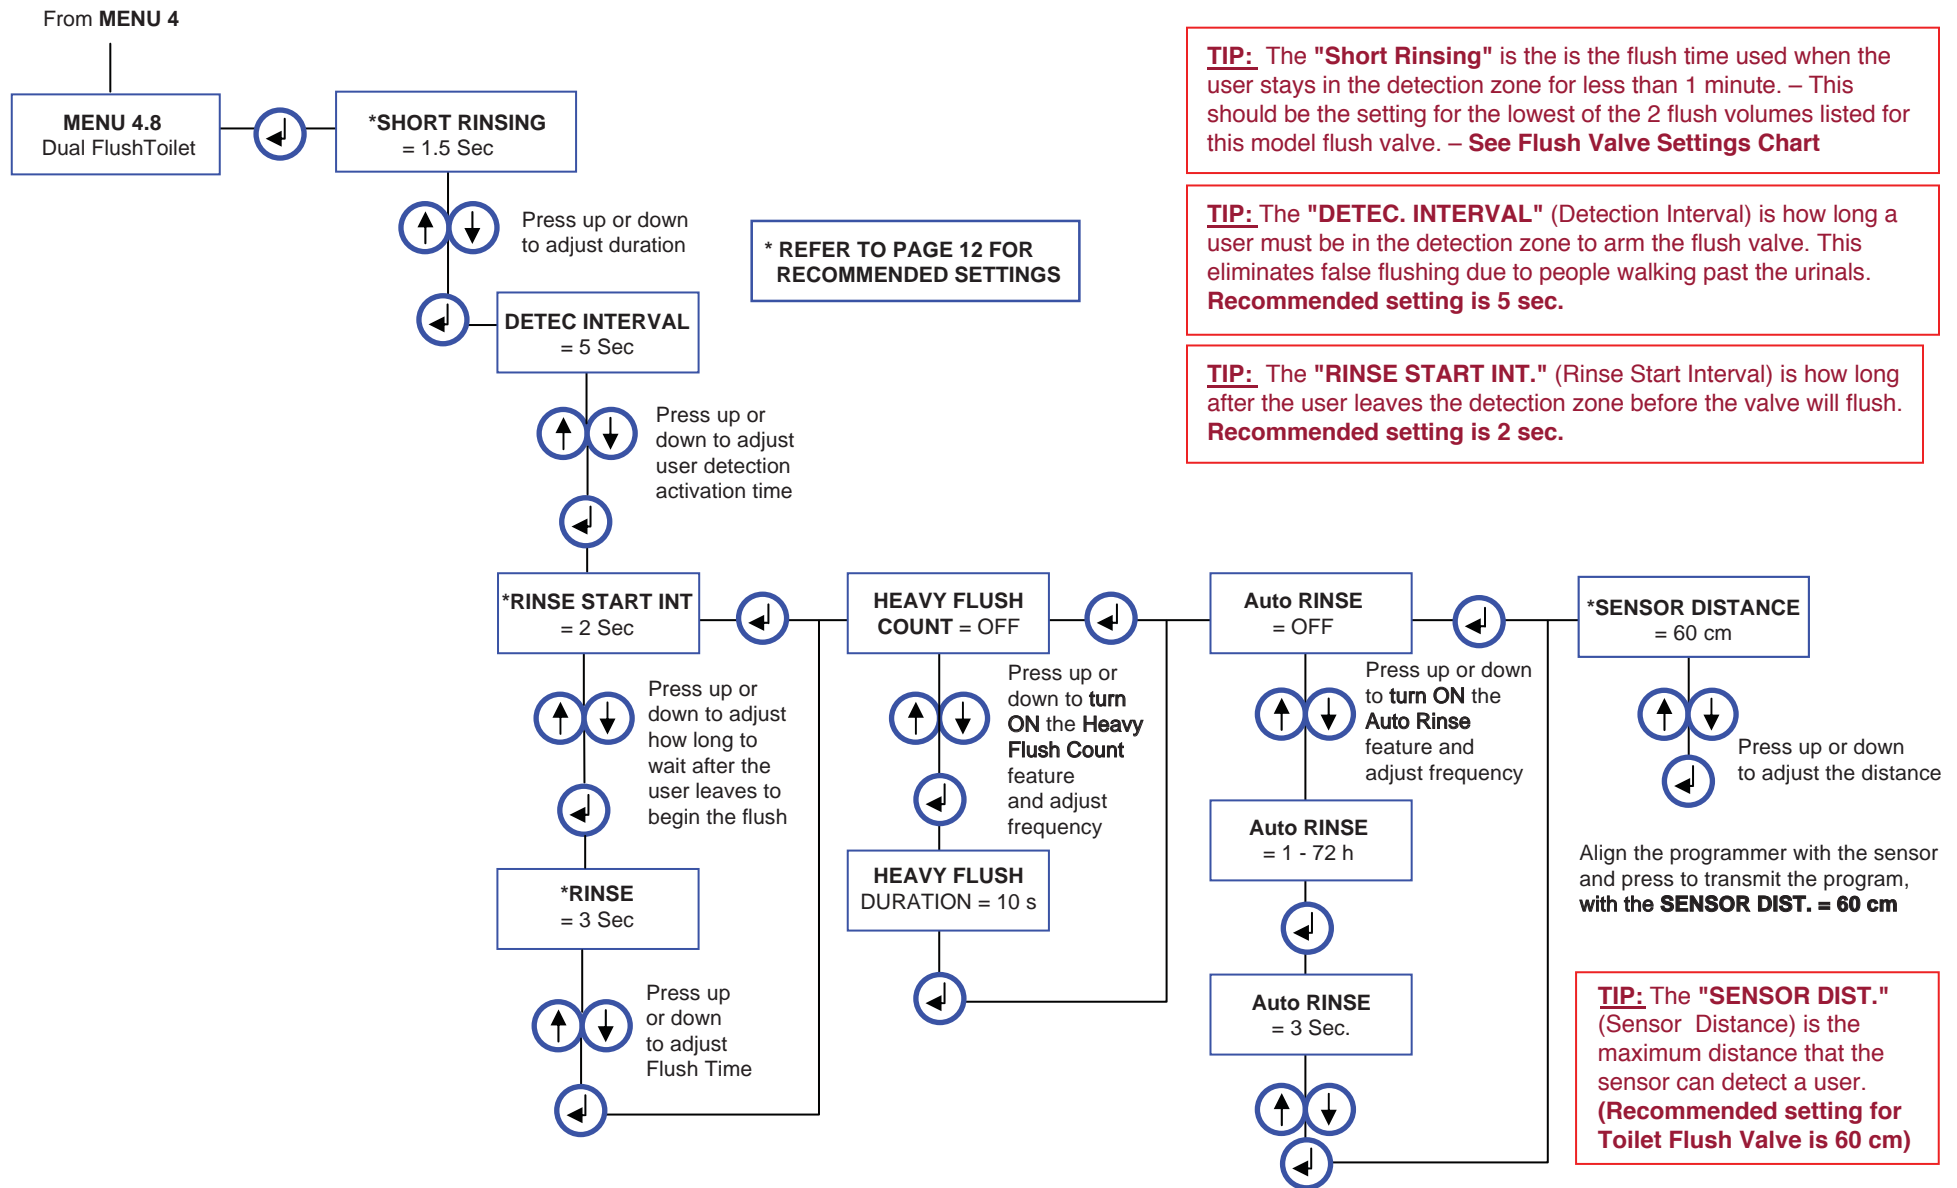 From MENU 4
MENU 4.8
Dual FlushToilet
*SHORT RINSING
= 1.5 Sec
Press up or down
to adjust duration
* REFER TO PAGE 12 FOR
RECOMMENDED SETTINGS
DETEC INTERVAL
= 5 Sec
Press up or
down to adjust
user detection
activation time
TIP: The "Short Rinsing" is the is the flush time used when the
user stays in the detection zone for less than 1 minute. – This
should be the setting for the lowest of the 2 flush volumes listed for
this model flush valve. – See Flush Valve Settings Chart
TIP: The "DETEC. INTERVAL" (Detection Interval) is how long a
user must be in the detection zone to arm the flush valve. This
eliminates false flushing due to people walking past the urinals.
Recommended setting is 5 sec.
TIP: The "RINSE START INT." (Rinse Start Interval) is how long
after the user leaves the detection zone before the valve will flush.
Recommended setting is 2 sec.
*RINSE START INT
= 2 Sec
Press up or
down to adjust
how long to
wait after the
user leaves to
begin the flush
*RINSE
= 3 Sec
Press up
or down
to adjust
Flush Time
HEAVY FLUSH
COUNT = OFF
Press up or
down to turn
ON the Heavy
Flush Count
feature
and adjust
frequency
HEAVY FLUSH
DURATION = 10 s
Auto RINSE
= OFF
Press up or down
to turn ON the
Auto Rinse
feature and
adjust frequency
Auto RINSE
= 1 - 72 h
Auto RINSE
= 3 Sec.
*SENSOR DISTANCE
= 60 cm
Press up or down
to adjust the distance
Align the programmer with the sensor
and press to transmit the program,
with the SENSOR DIST. = 60 cm
TIP: The "SENSOR DIST."
(Sensor Distance) is the
maximum distance that the
sensor can detect a user.
(Recommended setting for
Toilet Flush Valve is 60 cm)